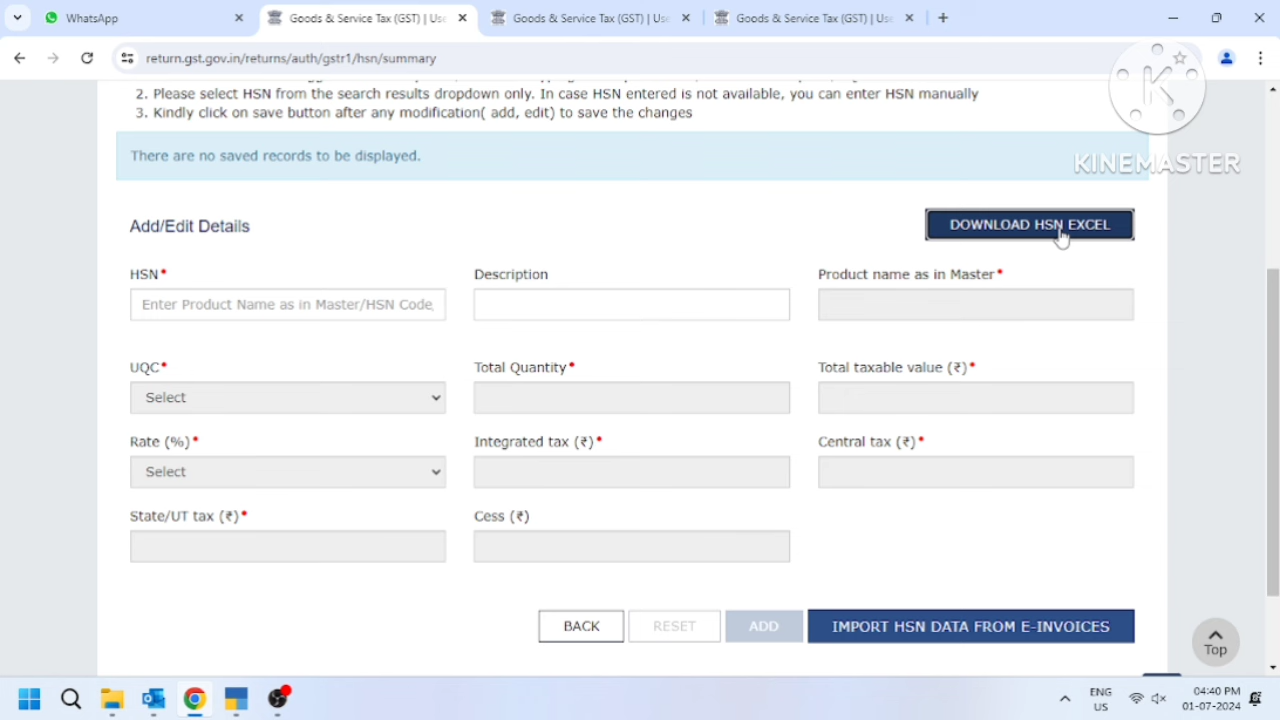 WhatsApp
Goods & Service Tax (GST) | Use
Goods & Service Tax (GST) | Use
Goods & Service Tax (GST) | Use
return.gst.gov.in/returns/auth/gstr1/hsn/summary
2. Please select HSN from the search results dropdown only. In case HSN entered is not available, you can enter HSN manually
3. Kindly click on save button after any modification( add, edit) to save the changes
K
KINEMASTER
There are no saved records to be displayed.
Add/Edit Details
DOWNLOAD HSN EXCEL
HSN* Description Product name as in Master*
Enter Product Name as in Master/HSN Code,
UQC* Total Quantity* Total taxable value (₹)*
Select
Rate (%)* Integrated tax (₹)* Central tax (₹)*
Select
State/UT tax (₹)* Cess (₹)
BACK RESET ADD IMPORT HSN DATA FROM E-INVOICES
Top
ENG
US
04:40 PM
01-07-2024